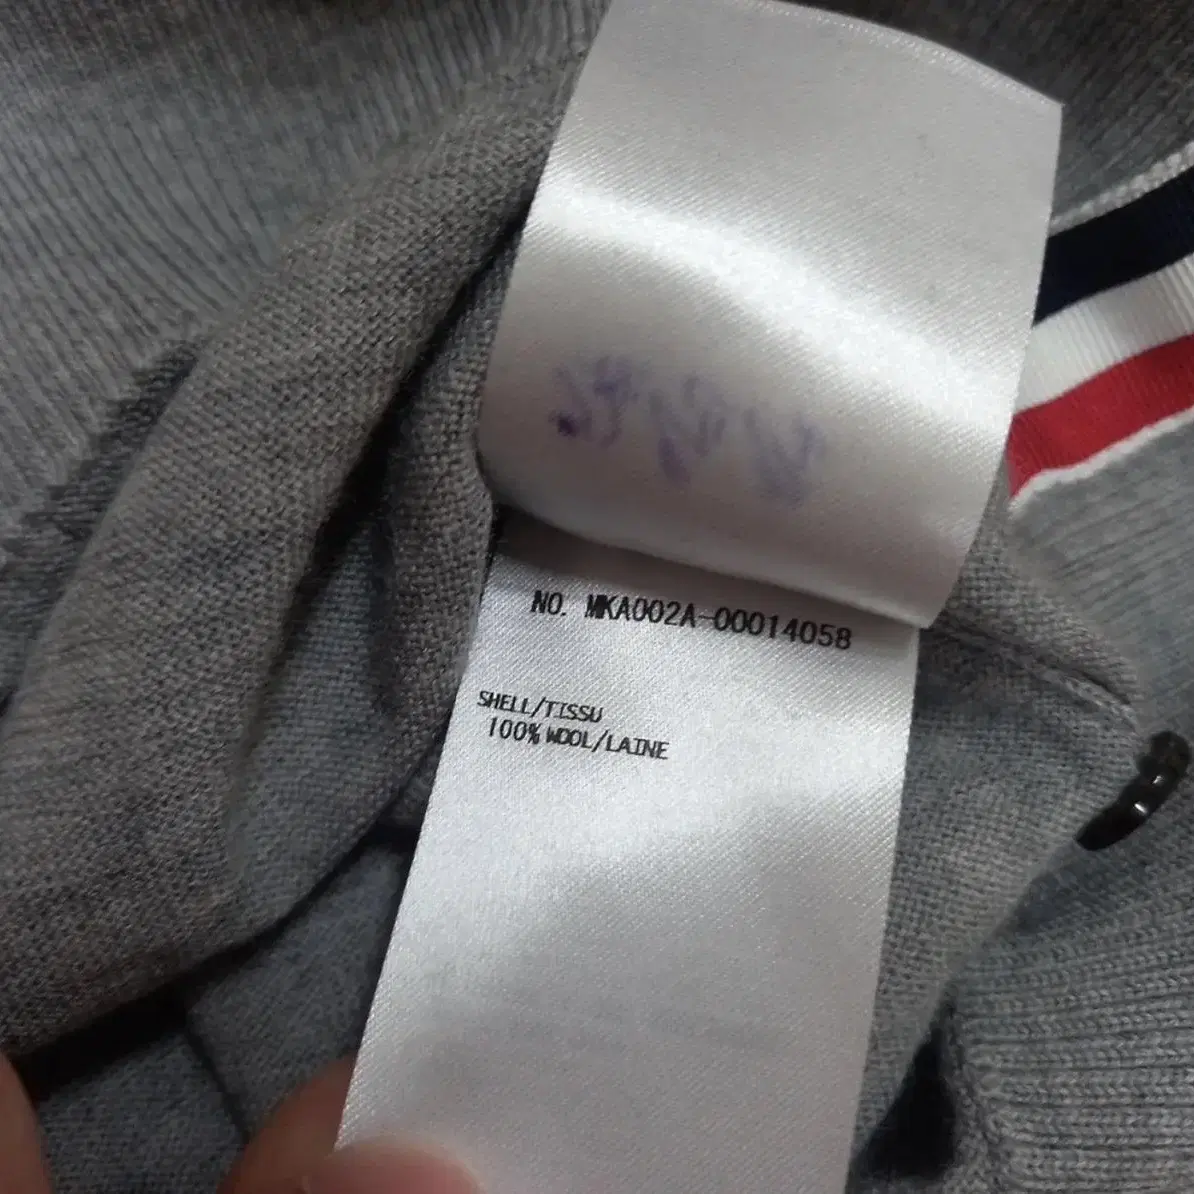 NO. MKA002A-00014058
SHELL/TISSU
100% WOOL/LAINE